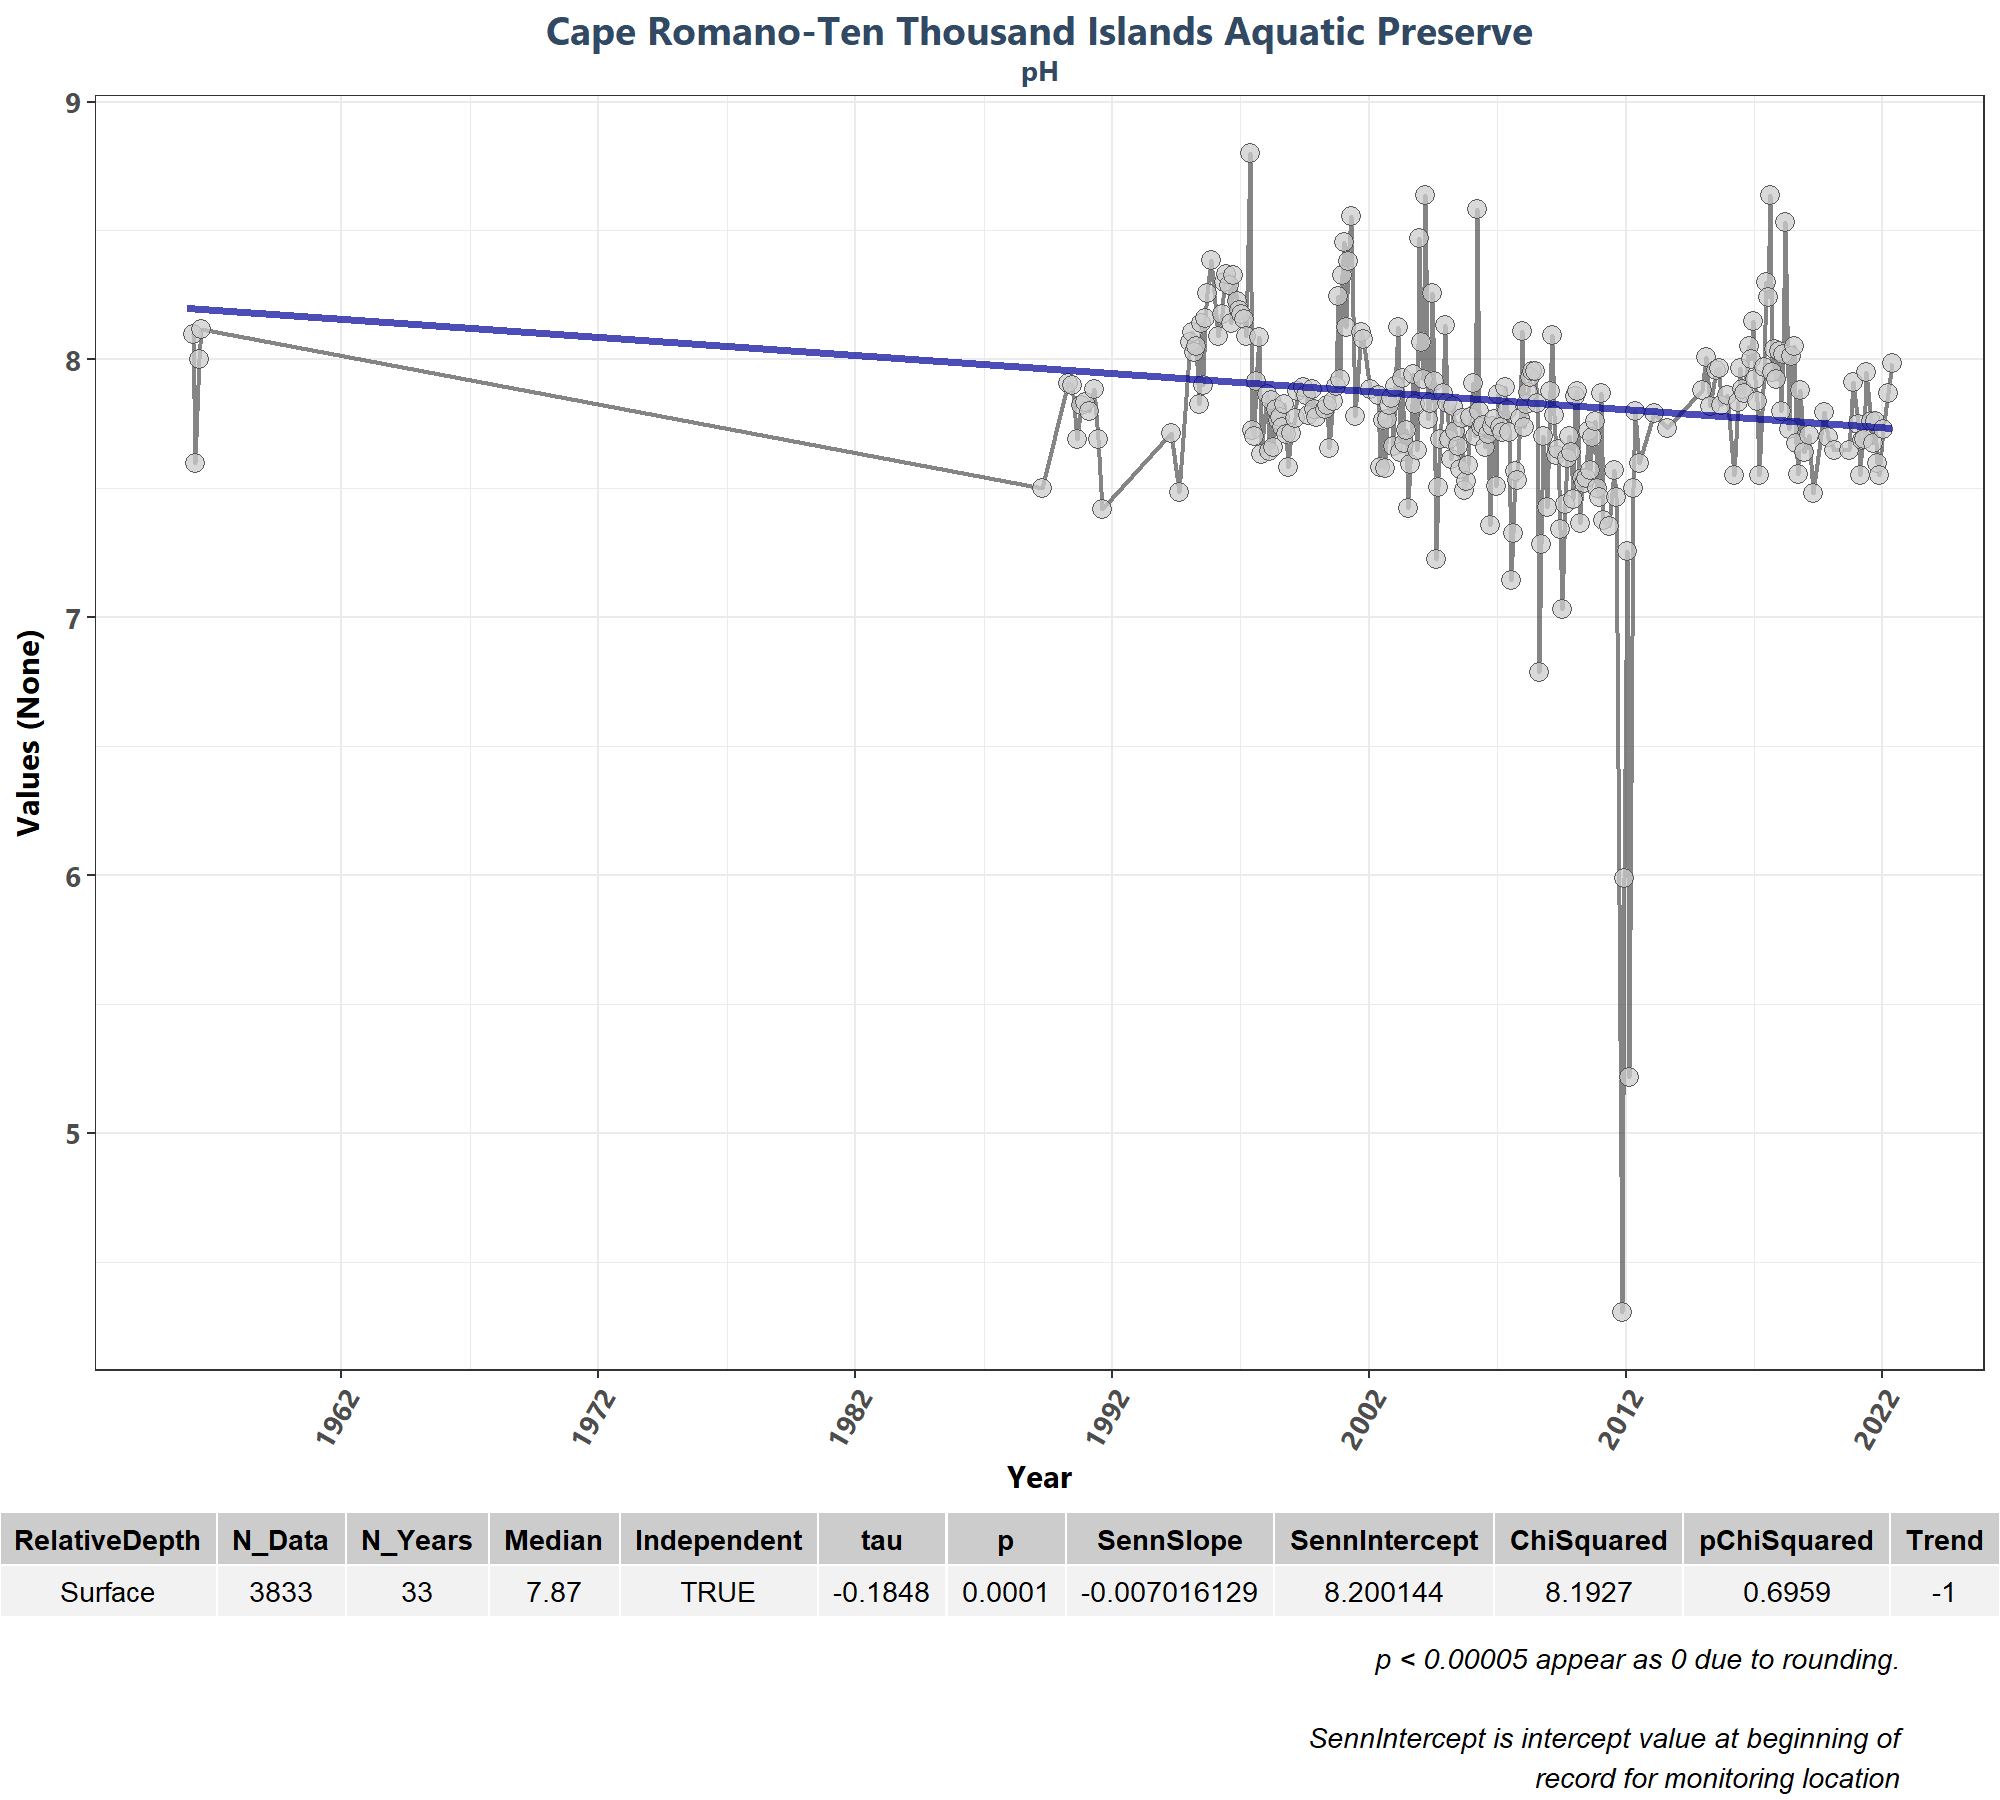 Cape Romano-Ten Thousand Islands Aquatic Preserve
pH
9
8
7
6
5
Values (None)
1962
1972
1982
1992
2002
2012
2022
Year
RelativeDepth N_Data N_Years Median Independent tau p SennSlope SennIntercept ChiSquared pChiSquared Trend
Surface 3833 33 7.87 TRUE -0.1848 0.0001 -0.007016129 8.200144 8.1927 0.6959 -1
p < 0.00005 appear as 0 due to rounding.
SennIntercept is intercept value at beginning of
record for monitoring location